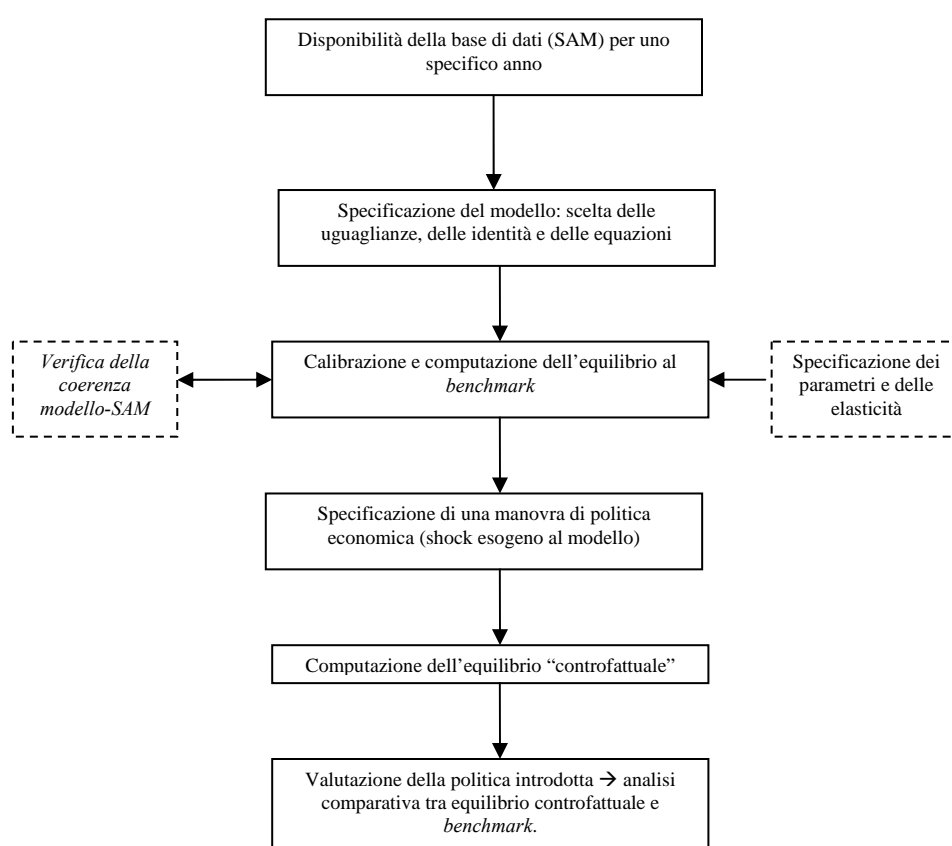 Disponibilità della base di dati (SAM) per uno
specifico anno
Specificazione del modello: scelta delle
uguaglianze, delle identità e delle equazioni
Verifica della
coerenza
modello-SAM
Calibrazione e computazione dell'equilibrio al
benchmark
Specificazione dei
parametri e delle
elasticità
Specificazione di una manovra di politica
economica (shock esogeno al modello)
Computazione dell'equilibrio “controfattuale”
Valutazione della politica introdotta → analisi
comparativa tra equilibrio controfattuale e
benchmark.